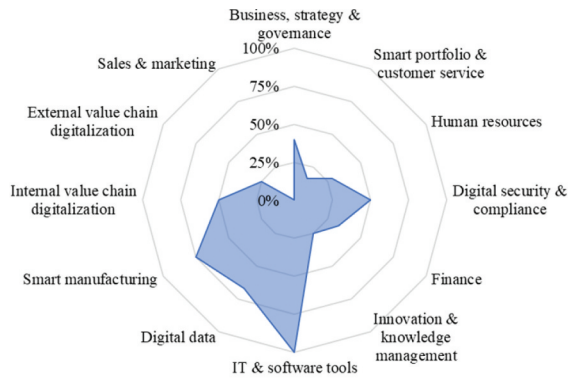 Business, strategy &
governance
100%
75%
50%
25%
0%
Smart portfolio &
customer service
Human resources
Digital security &
compliance
Finance
Innovation &
knowledge
management
IT & software tools
Digital data
Smart manufacturing
Internal value chain
digitalization
External value chain
digitalization
Sales & marketing